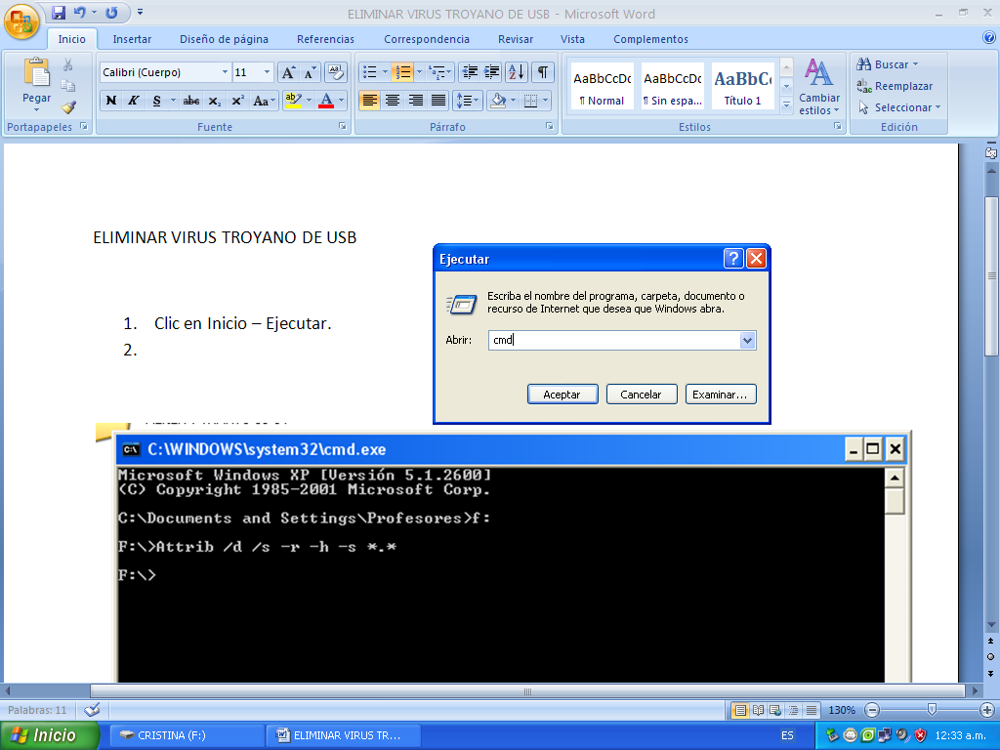 ELIMINAR VIRUS TROYANO DE USB - Microsoft Word
Inicio Insertar Diseño de página Referencias Correspondencia Revisar Vista Complementos
Pegar
Portapapeles
Calibri (Cuerpo) 11
N K S abc x₂ x² Aa
Fuente
Párrafo
AaBbCcDc AaBbCcDc AaBbC
¶ Normal ¶ Sin espa... Título 1
Cambiar estilos
Estilos
Buscar
Reemplazar
Seleccionar
Edición
ELIMINAR VIRUS TROYANO DE USB
1. Clic en Inicio – Ejecutar.
2.
Ejecutar
Escriba el nombre del programa, carpeta, documento o
recurso de Internet que desea que Windows abra.
Abrir: cmd
Aceptar Cancelar Examinar...
C:\WINDOWS\system32\cmd.exe
Microsoft Windows XP [Versión 5.1.2600]
(C) Copyright 1985-2001 Microsoft Corp.
C:\Documents and Settings\Profesores>f:
F:\>Attrib /d /s -r -h -s *.*
F:\>
Palabras: 11 130%
Inicio CRISTINA (F:) ELIMINAR VIRUS TR... ES 12:33 a.m.